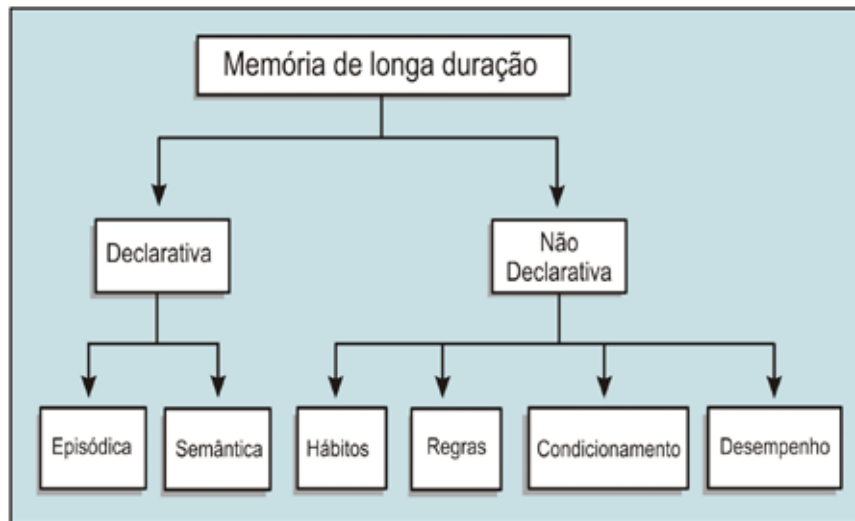 Memória de longa duração
Declarativa
Não
Declarativa
Episódica
Semântica
Hábitos
Regras
Condicionamento
Desempenho